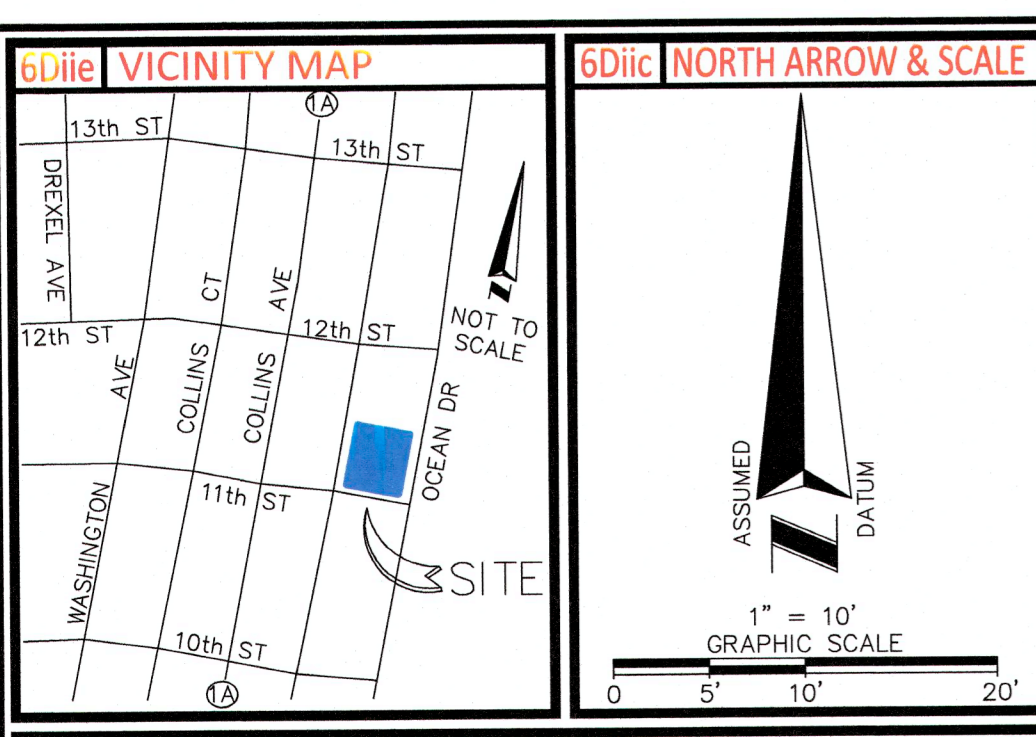 6Diie VICINITY MAP
1A
13th ST
13th ST
DREXEL AVE
CT
AVE
NOT TO
SCALE
12th ST
12th ST
AVE
COLLINS
COLLINS
OCEAN DR
11th ST
WASHINGTON
SITE
10th ST
1A
6Diic NORTH ARROW & SCALE
ASSUMED
DATUM
1" = 10'
GRAPHIC SCALE
0 5' 10' 20'